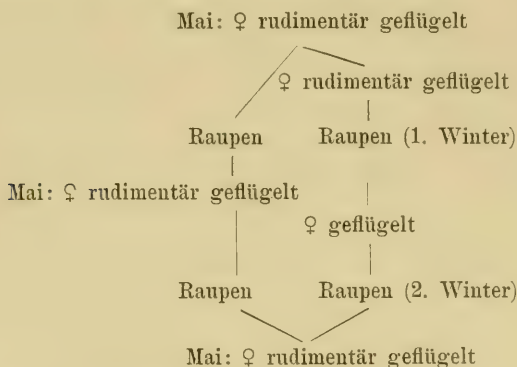 Mai: ♀ rudimentär geflügelt
♀ rudimentär geflügelt
Raupen Raupen (1. Winter)
Mai: ♀ rudimentär geflügelt
♀ geflügelt
Raupen Raupen (2. Winter)
Mai: ♀ rudimentär geflügelt